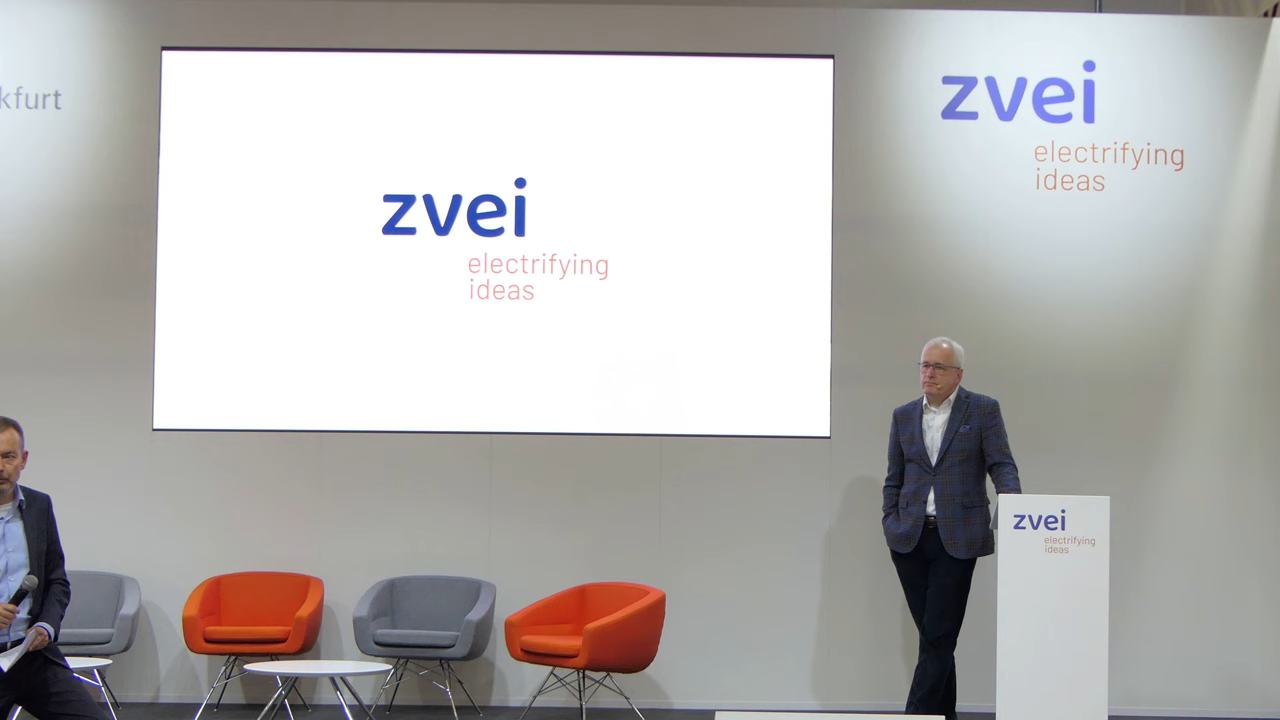 kfurt
zvei
electrifying
ideas
zvei
electrifying
ideas
zvei
electrifying
ideas